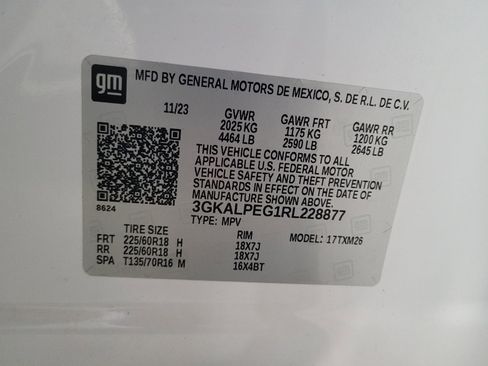 gm
MFD BY GENERAL MOTORS DE MEXICO, S. DE R.L. DE C.V.
11/23 GVWR GAWR FRT GAWR RR
2025 KG 1175 KG 1200 KG
4464 LB 2590 LB 2645 LB
THIS VEHICLE CONFORMS TO ALL
APPLICABLE U.S. FEDERAL MOTOR
VEHICLE SAFETY AND THEFT PREVENTION
STANDARDS IN EFFECT ON THE DATE OF
MANUFACTURE SHOWN ABOVE.
8624 3GKALPEG1RL228877
TYPE: MPV MODEL: 17TXM26
TIRE SIZE RIM
FRT 225/60R18 H 18X7J
RR 225/60R18 H 18X7J
SPA T135/70R16 M 16X4BT